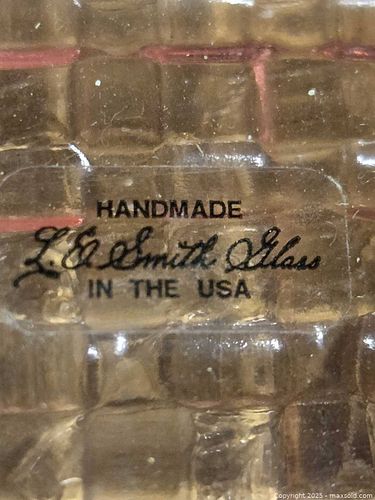 HANDMADE
L. E. Smith Glass
IN THE USA
Copyright 2025 - maxsold.com